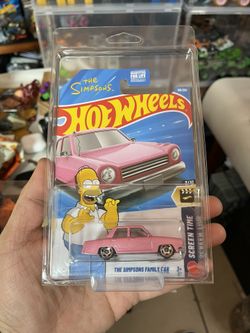 THE
SIMPSONS
HOT WHEELS
SCREEN TIME
THE SIMPSONS FAMILY CAR